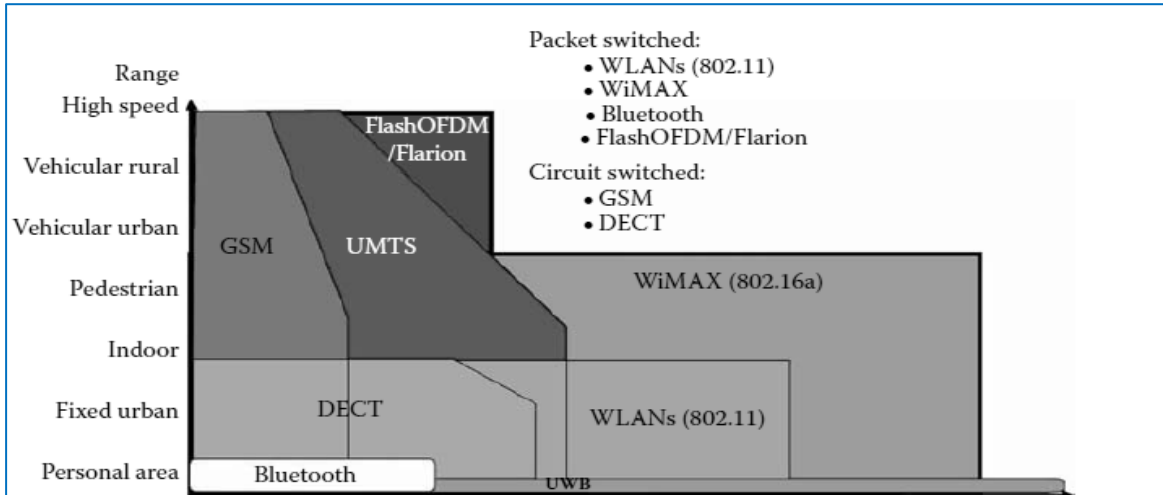 Packet switched:
• WLANs (802.11)
• WiMAX
• Bluetooth
• FlashOFDM/Flarion
Circuit switched:
• GSM
• DECT
Range
High speed
Vehicular rural
Vehicular urban
Pedestrian
Indoor
Fixed urban
Personal area
FlashOFDM
/Flarion
GSM
UMTS
WiMAX (802.16a)
DECT
WLANs (802.11)
Bluetooth
UWB